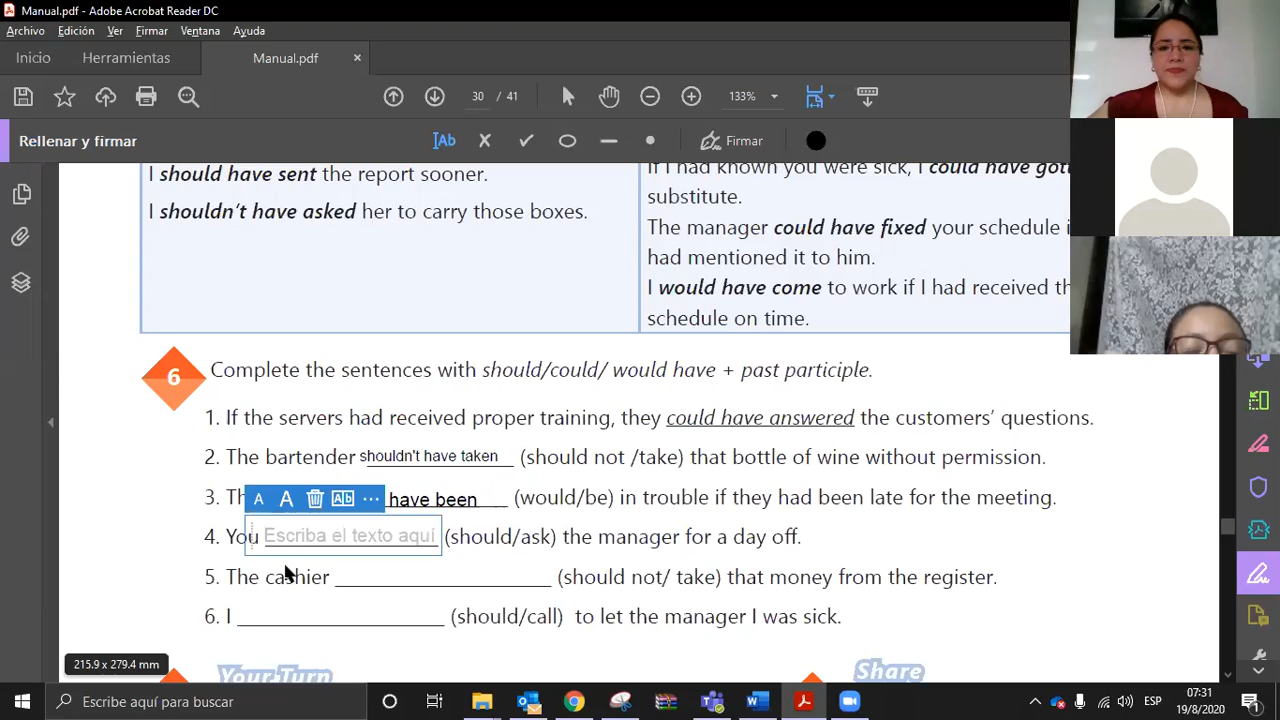 Manual.pdf - Adobe Acrobat Reader DC
Archivo Edición Ver Firmar Ventana Ayuda
Inicio Herramientas Manual.pdf ×
30 / 41 133%
Rellenar y firmar Ab Firmar
I should have sent the report sooner.
I shouldn't have asked her to carry those boxes.
If I had known you were sick, I could have gott
substitute.
The manager could have fixed your schedule i
had mentioned it to him.
I would have come to work if I had received th
schedule on time.
6 Complete the sentences with should/could/ would have + past participle.
1. If the servers had received proper training, they could have answered the customers' questions.
2. The bartender shouldn't have taken (should not /take) that bottle of wine without permission.
3. Th A A Ab ... have been (would/be) in trouble if they had been late for the meeting.
4. You Escriba el texto aquí (should/ask) the manager for a day off.
5. The cashier ____ (should not/ take) that money from the register.
6. I ____ (should/call) to let the manager I was sick.
215.9 x 279.4 mm
Your Turn
Share
Escribe aquí para buscar
ESP
07:31
19/8/2020
1